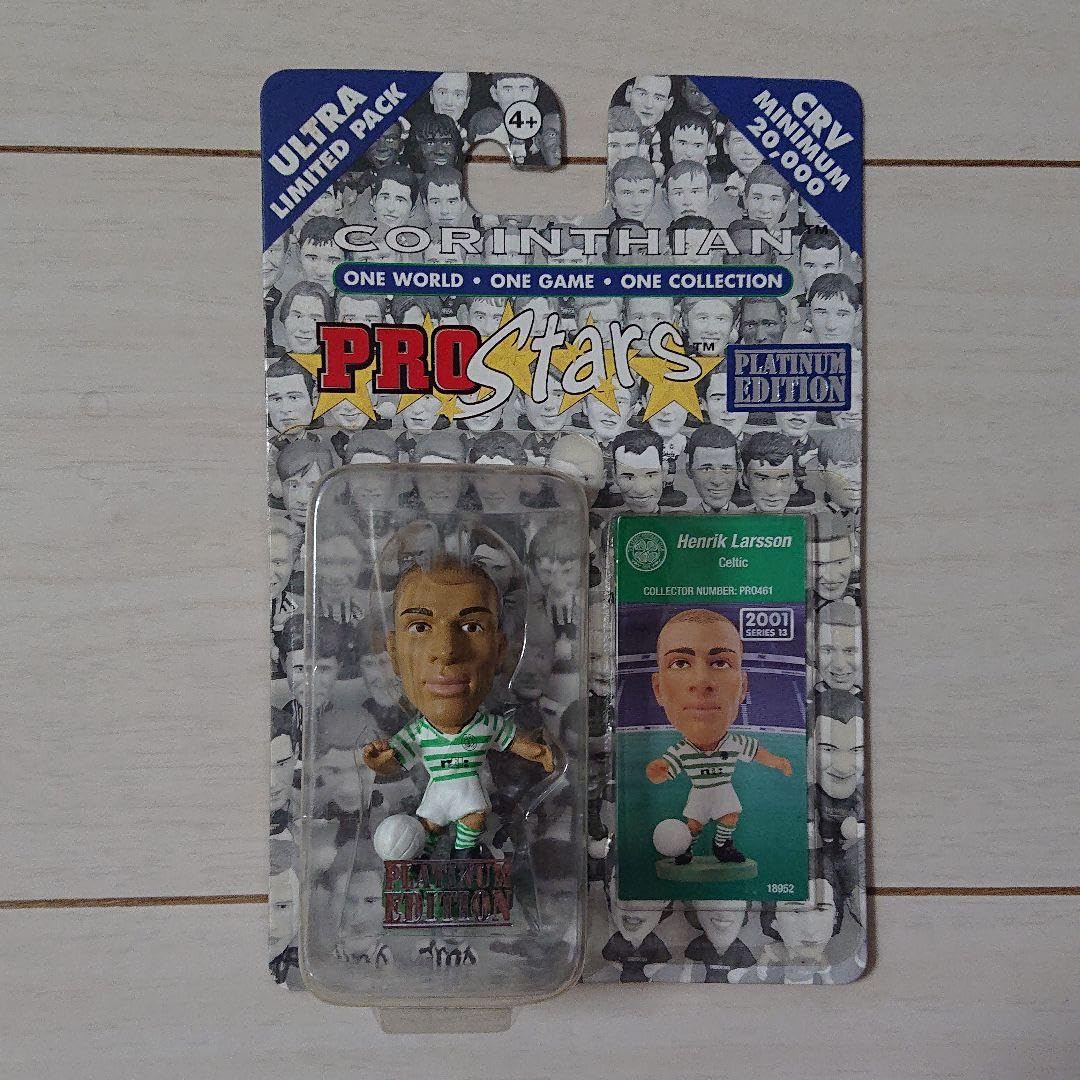 ULTRA
LIMITED PACK
4+
CRV
MINIMUM
20,000
CORINTHIAN™
ONE WORLD • ONE GAME • ONE COLLECTION
PROStars™
PLATINUM
EDITION
Henrik Larsson
Celtic
COLLECTOR NUMBER: PRO461
2001
SERIES 13
18952
ntl:
PLATINUM
EDITION